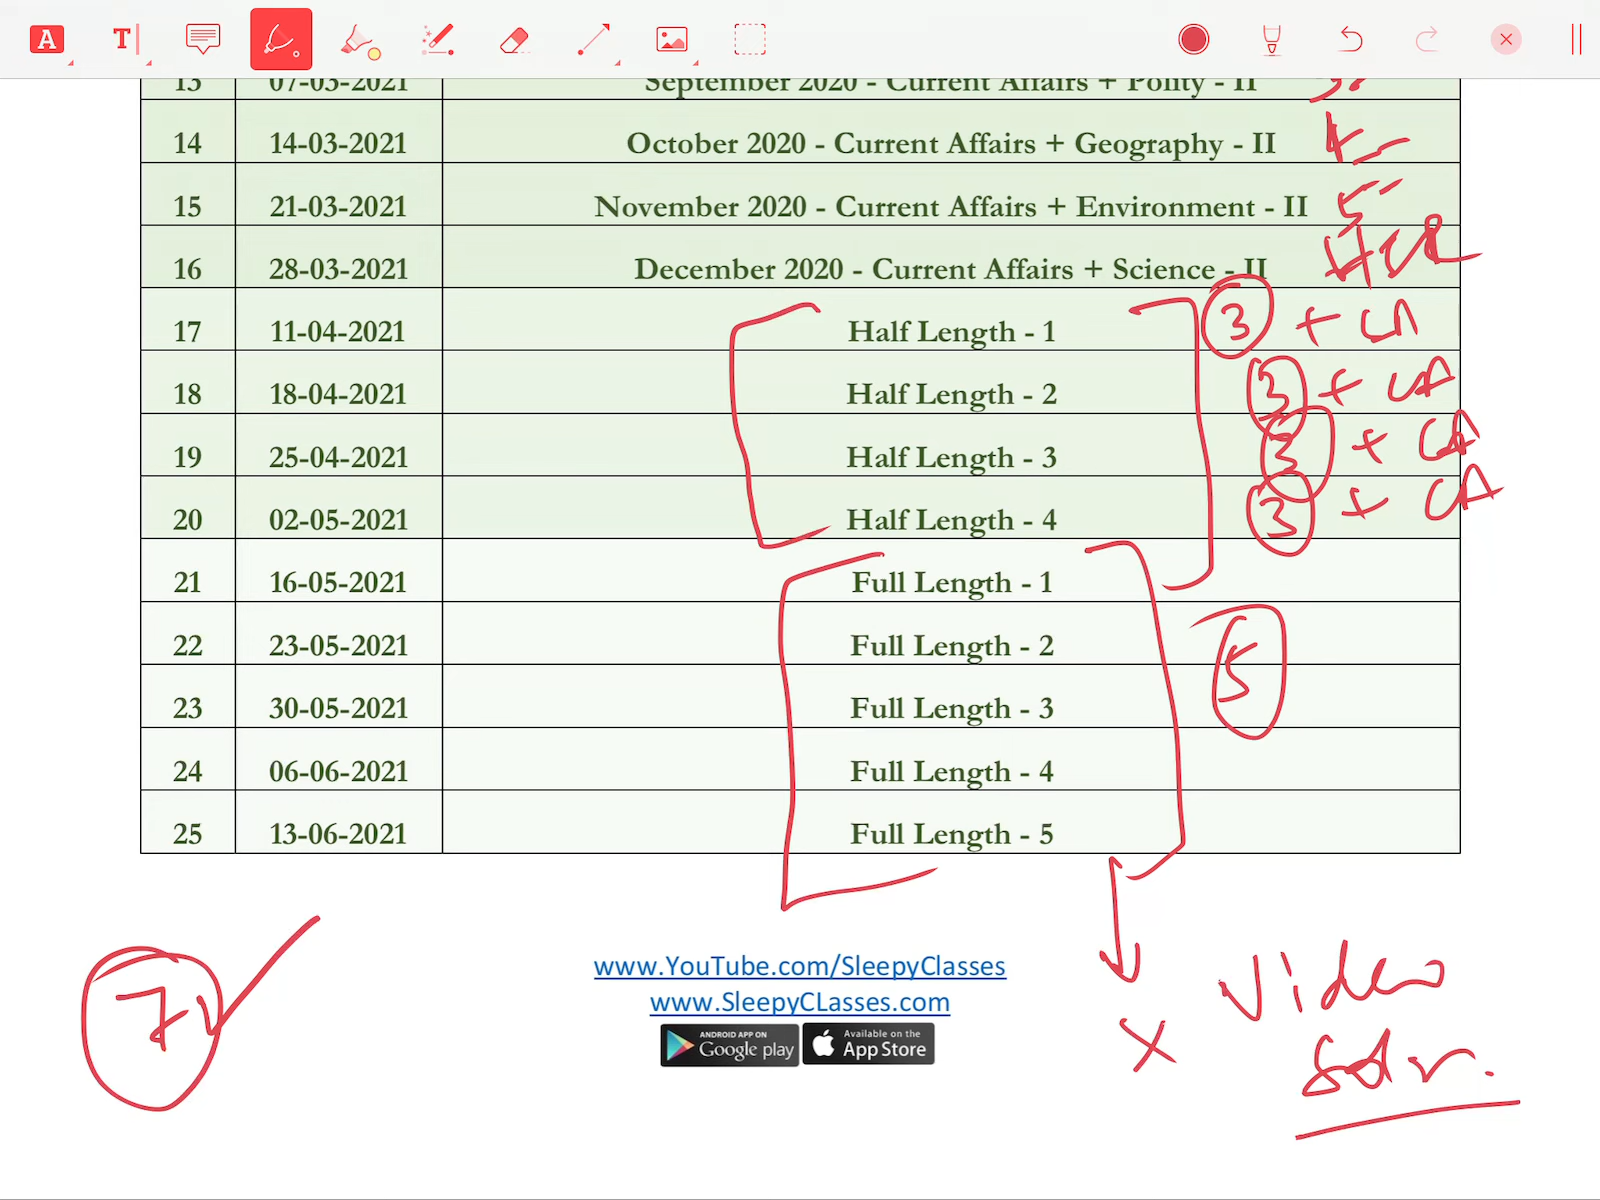 A T
13 07-03-2021 September 2020 - Current Affairs + Polity - II
14 14-03-2021 October 2020 - Current Affairs + Geography - II 4
15 21-03-2021 November 2020 - Current Affairs + Environment - II 5
16 28-03-2021 December 2020 - Current Affairs + Science - II
17 11-04-2021 Half Length - 1 3 + CA
18 18-04-2021 Half Length - 2 3 + CA
19 25-04-2021 Half Length - 3 3 + CA
20 02-05-2021 Half Length - 4 3 + CA
21 16-05-2021 Full Length - 1
22 23-05-2021 Full Length - 2 5
23 30-05-2021 Full Length - 3
24 06-06-2021 Full Length - 4
25 13-06-2021 Full Length - 5
www.YouTube.com/SleepyClasses
www.SleepyCLasses.com
ANDROID APP ON Google play
Available on the App Store
7
X Video
Soln.